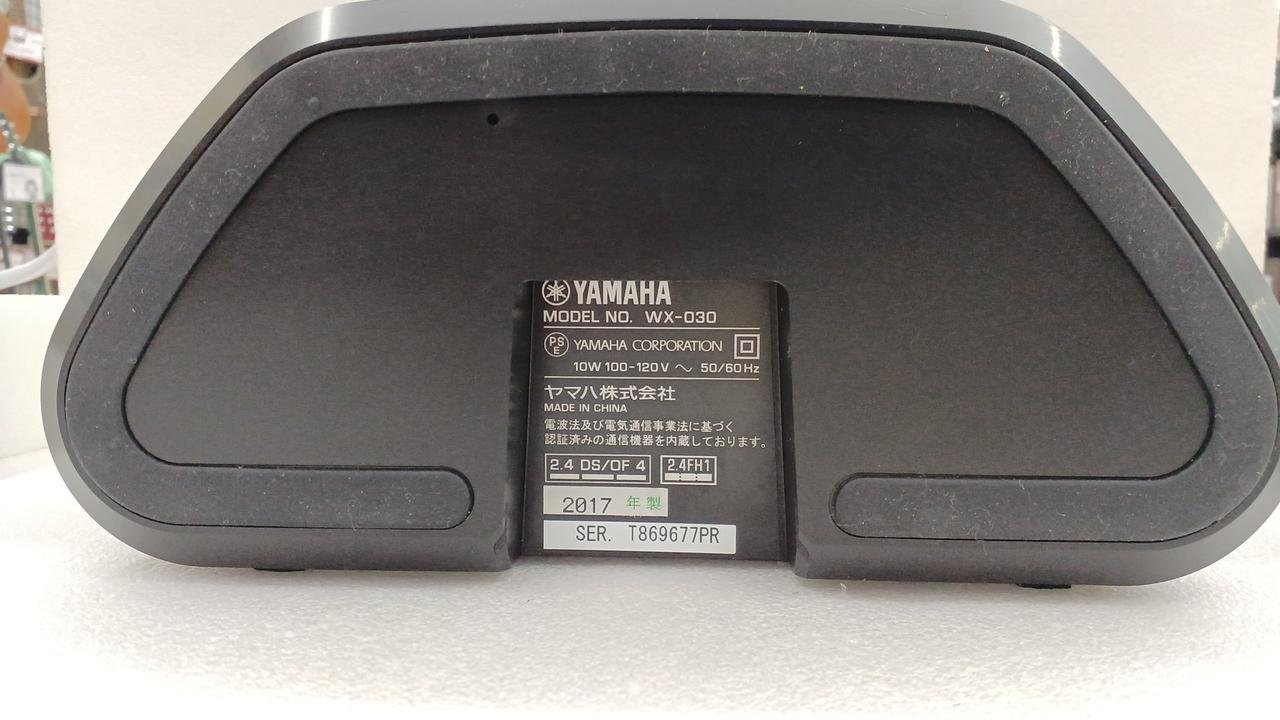 YAMAHA
MODEL NO. WX-030
PSE YAMAHA CORPORATION
10W 100-120V ～ 50/60Hz
ヤマハ株式会社
MADE IN CHINA
電波法及び電気通信事業法に基づく
認証済みの通信機器を内蔵しております。
2.4 DS/OF 4 2.4FH1
2017 年製
SER. T869677PR